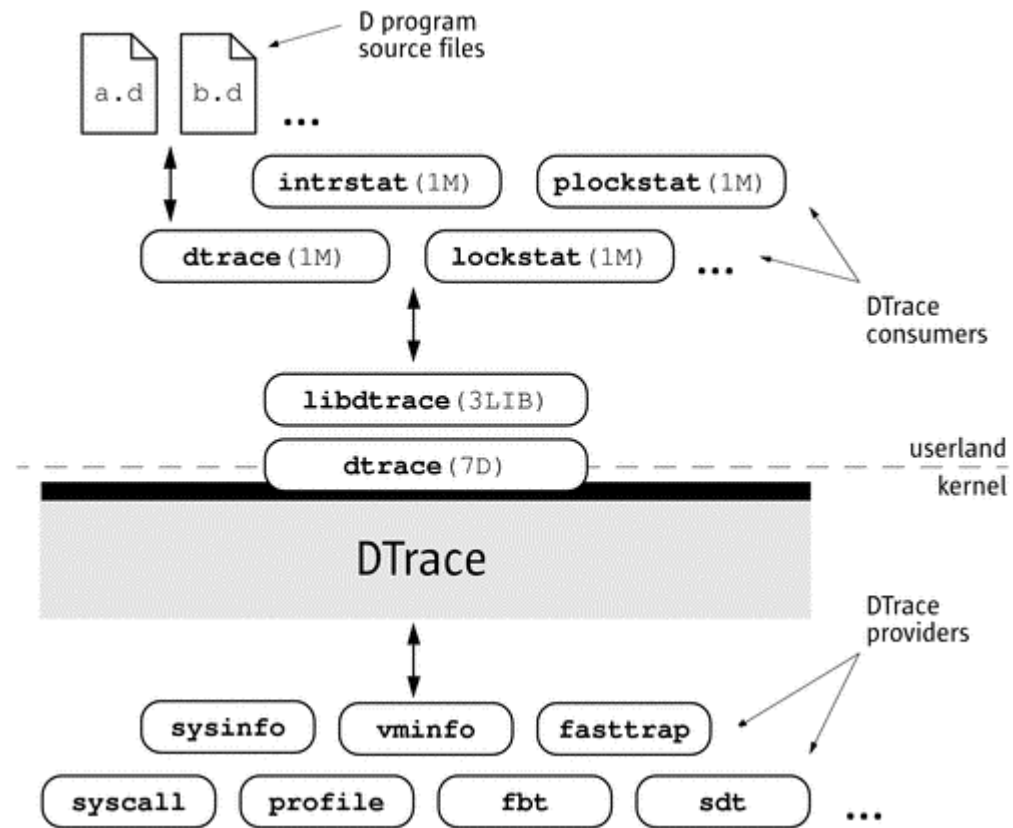 D program
source files
a.d
b.d
...
intrstat(1M)
plockstat(1M)
dtrace(1M)
lockstat(1M)
...
DTrace
consumers
libdtrace(3LIB)
dtrace(7D)
userland
kernel
DTrace
DTrace
providers
sysinfo
vminfo
fasttrap
syscall
profile
fbt
sdt
...